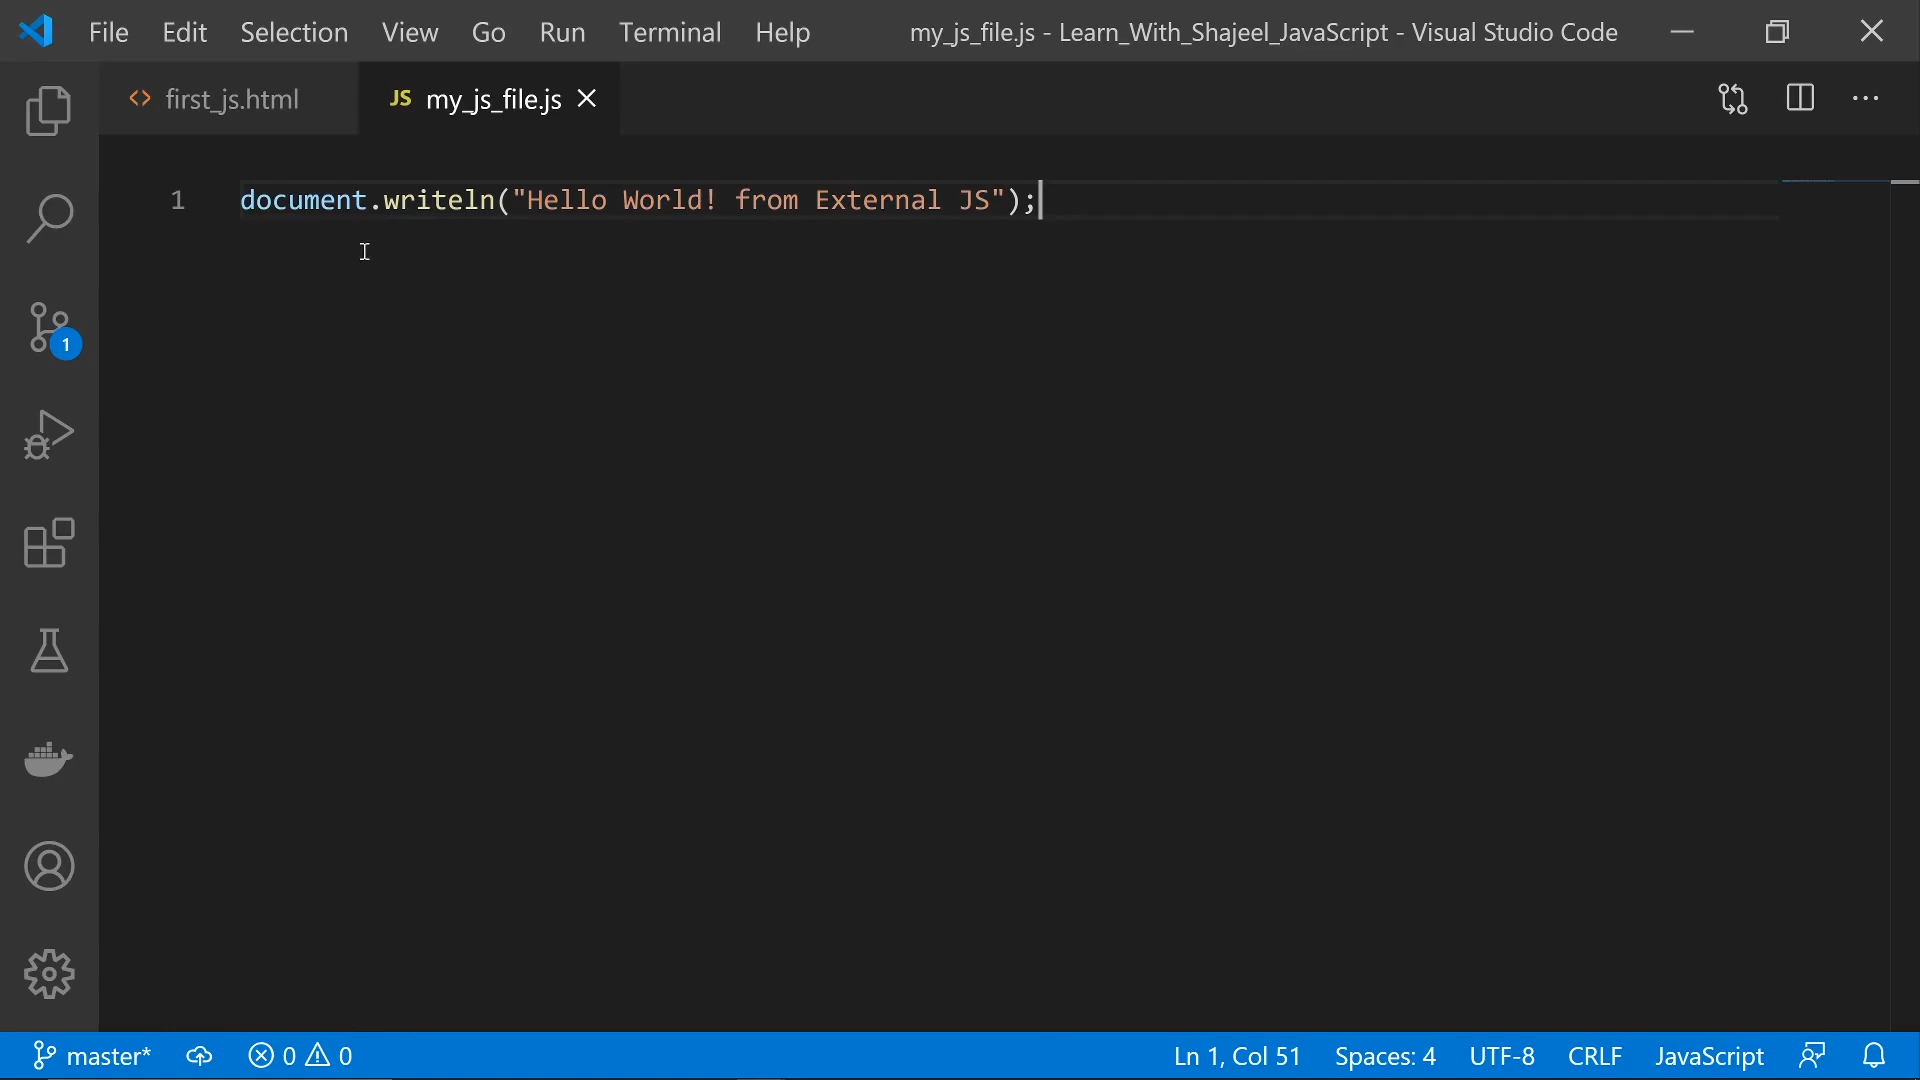 File Edit Selection View Go Run Terminal Help my_js_file.js - Learn_With_Shajeel_JavaScript - Visual Studio Code
first_js.html JS my_js_file.js
1 document.writeln("Hello World! from External JS");
1
master* 0 0 Ln 1, Col 51 Spaces: 4 UTF-8 CRLF JavaScript